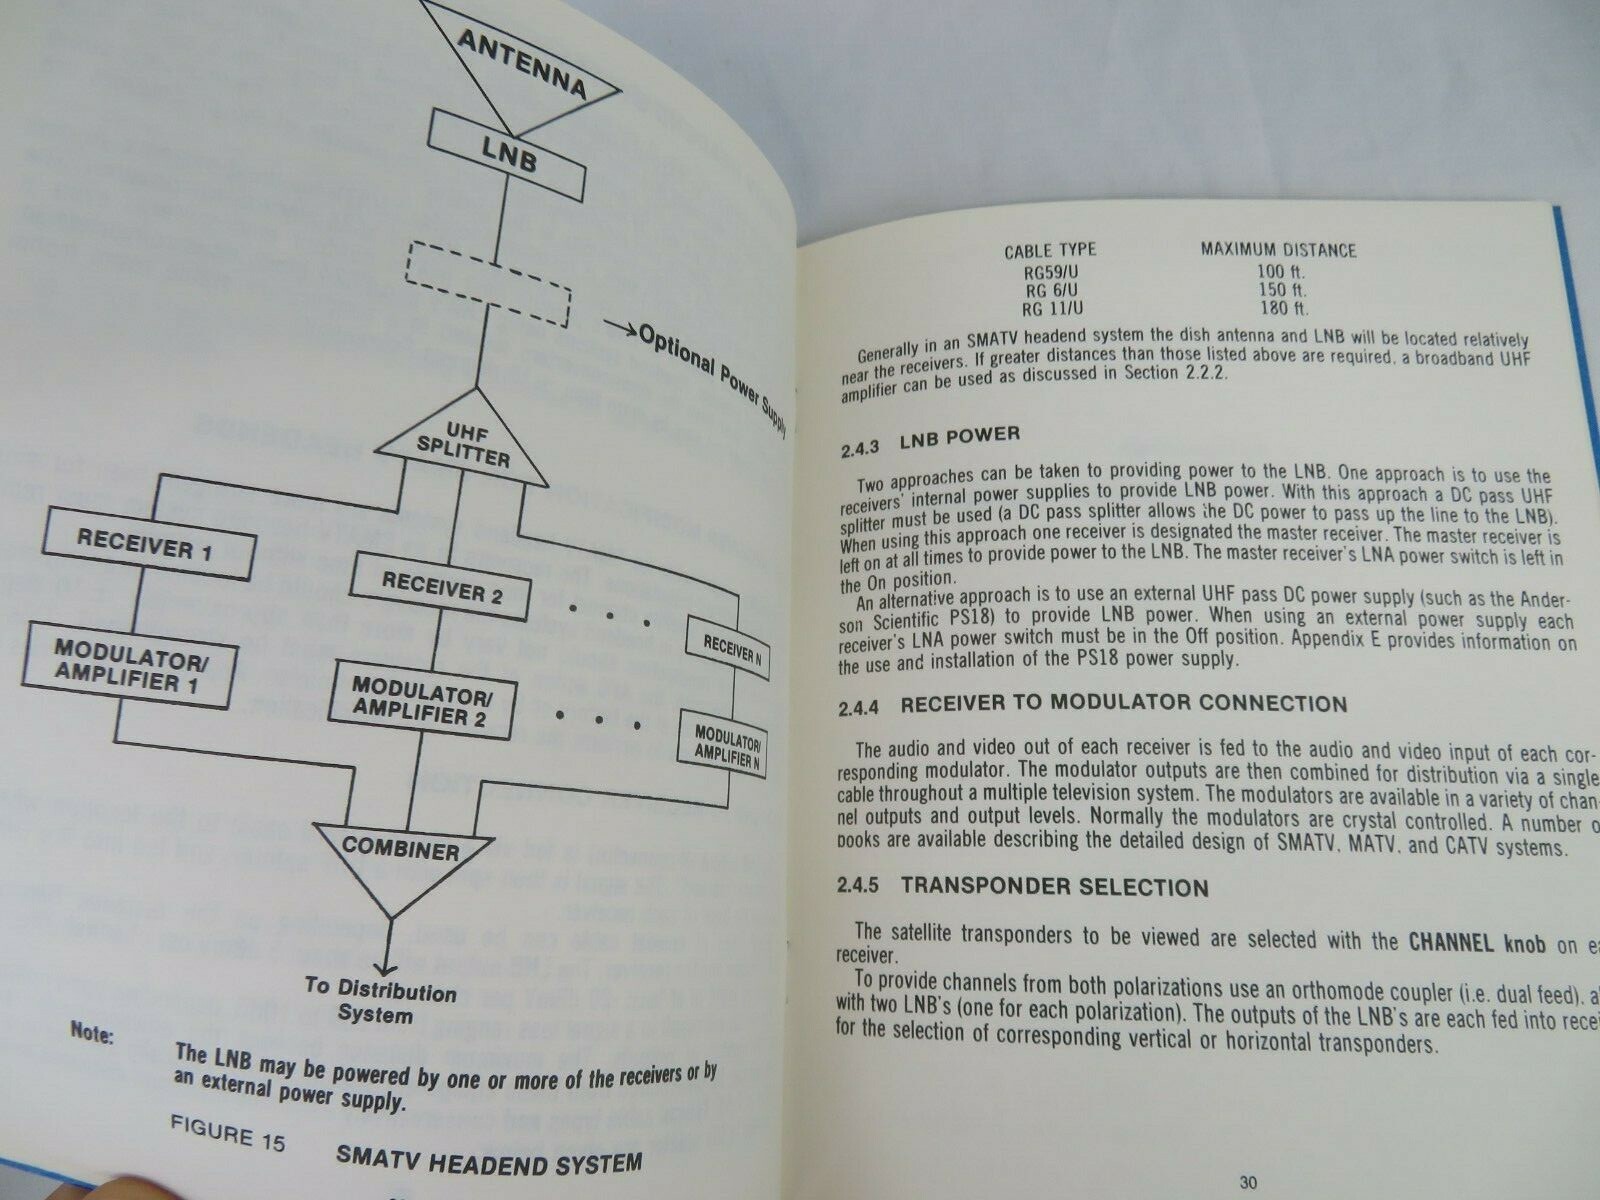 ANTENNA
LNB
Optional Power Supply
UHF
SPLITTER
RECEIVER 1
RECEIVER 2
RECEIVER N
MODULATOR/
AMPLIFIER 1
MODULATOR/
AMPLIFIER 2
MODULATOR/
AMPLIFIER N
COMBINER
To Distribution
System
Note: The LNB may be powered by one or more of the receivers or by
an external power supply.
FIGURE 15 SMATV HEADEND SYSTEM
CABLE TYPE MAXIMUM DISTANCE
RG59/U 100 ft.
RG 6/U 150 ft.
RG 11/U 180 ft.
Generally in an SMATV headend system the dish antenna and LNB will be located relatively
near the receivers. If greater distances than those listed above are required, a broadband UHF
amplifier can be used as discussed in Section 2.2.2.
2.4.3 LNB POWER
Two approaches can be taken to providing power to the LNB. One approach is to use the
receivers' internal power supplies to provide LNB power. With this approach a DC pass UHF
splitter must be used (a DC pass splitter allows the DC power to pass up the line to the LNB).
When using this approach one receiver is designated the master receiver. The master receiver is
left on at all times to provide power to the LNB. The master receiver's LNA power switch is left in
the On position.
An alternative approach is to use an external UHF pass DC power supply (such as the Ander-
son Scientific PS18) to provide LNB power. When using an external power supply each
receiver's LNA power switch must be in the Off position. Appendix E provides information on
the use and installation of the PS18 power supply.
2.4.4 RECEIVER TO MODULATOR CONNECTION
The audio and video out of each receiver is fed to the audio and video input of each cor-
responding modulator. The modulator outputs are then combined for distribution via a single
cable throughout a multiple television system. The modulators are available in a variety of chan-
nel outputs and output levels. Normally the modulators are crystal controlled. A number o
books are available describing the detailed design of SMATV, MATV, and CATV systems.
2.4.5 TRANSPONDER SELECTION
The satellite transponders to be viewed are selected with the CHANNEL knob on ea
receiver.
To provide channels from both polarizations use an orthomode coupler (i.e. dual feed), a
with two LNB's (one for each polarization). The outputs of the LNB's are each fed into recei
for the selection of corresponding vertical or horizontal transponders.
30